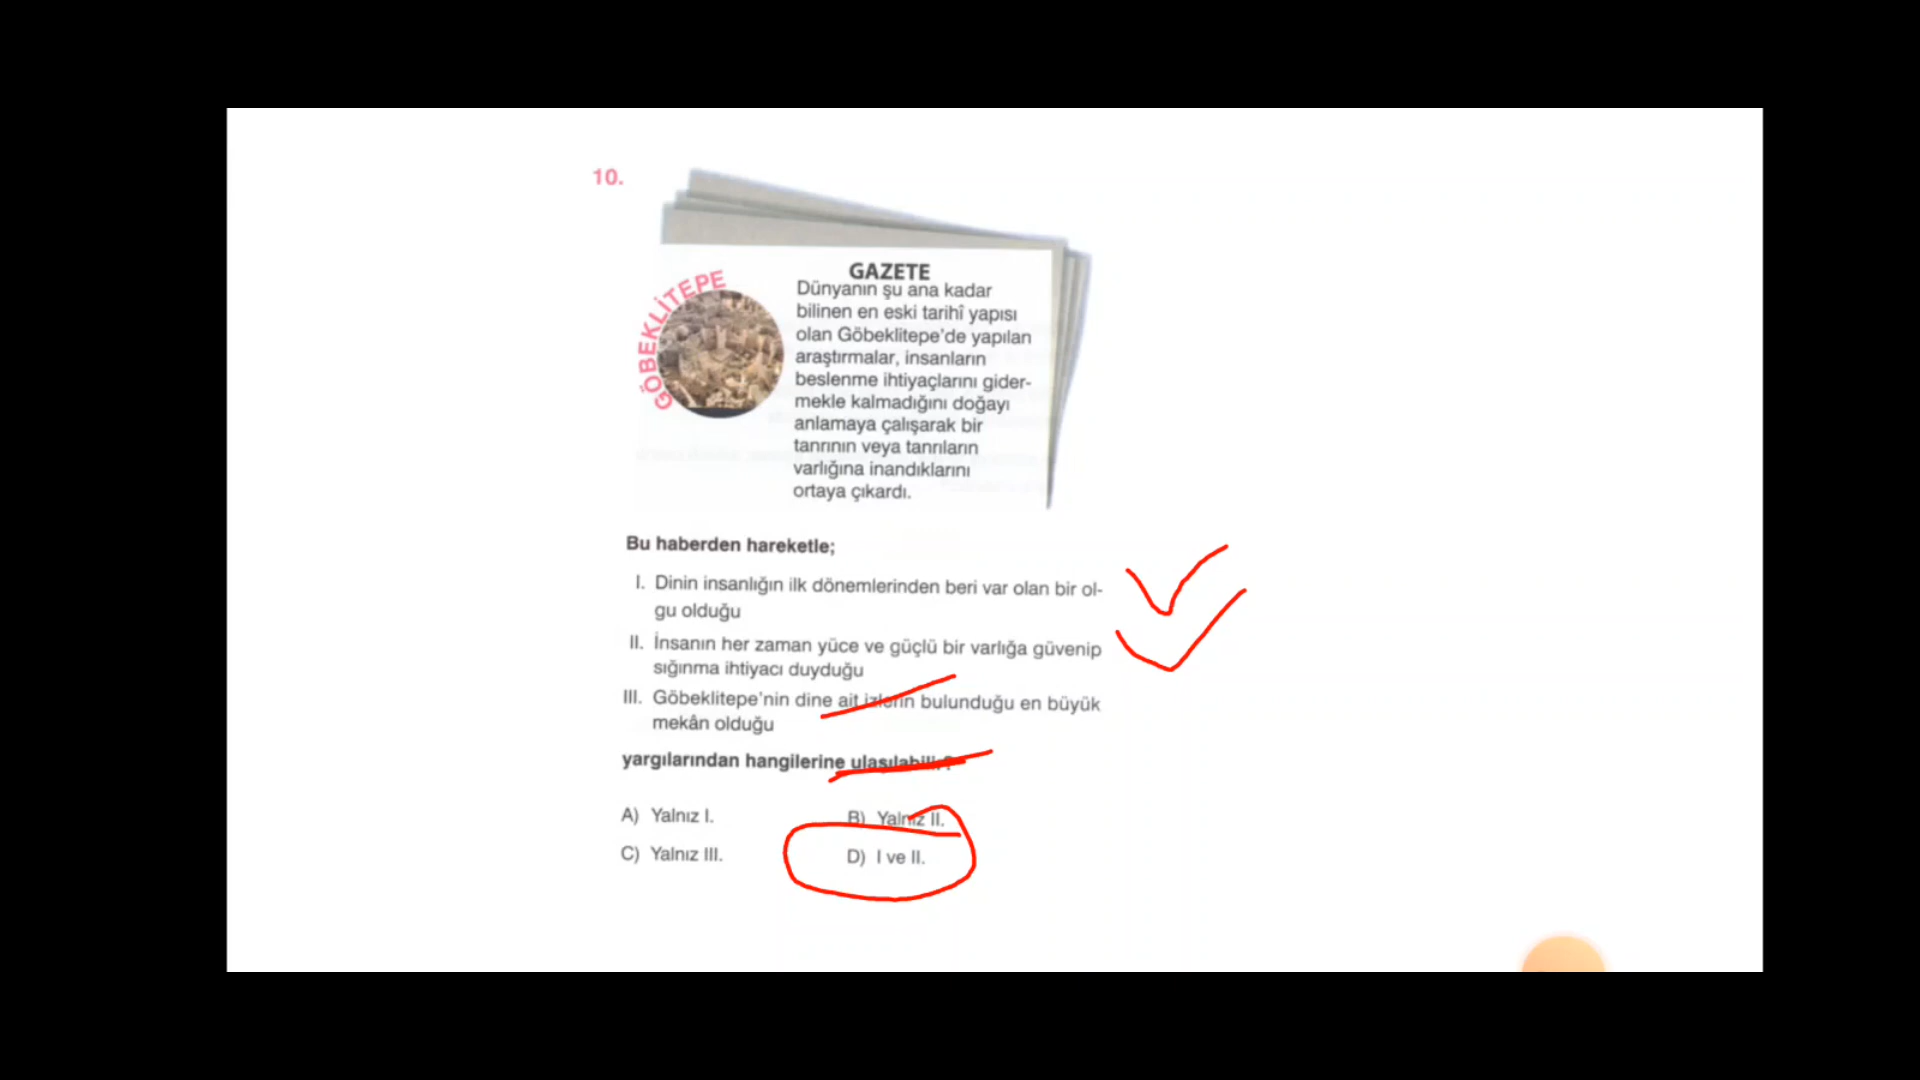 10.
GÖBEKLİTEPE
GAZETE
Dünyanın şu ana kadar
bilinen en eski tarihî yapısı
olan Göbeklitepe'de yapılan
araştırmalar, insanların
beslenme ihtiyaçlarını gider-
mekle kalmadığını doğayı
anlamaya çalışarak bir
tanrının veya tanrıların
varlığına inandıklarını
ortaya çıkardı.
Bu haberden hareketle;
I. Dinin insanlığın ilk dönemlerinden beri var olan bir ol-
gu olduğu
II. İnsanın her zaman yüce ve güçlü bir varlığa güvenip
sığınma ihtiyacı duyduğu
III. Göbeklitepe'nin dine ait izlerin bulunduğu en büyük
mekân olduğu
yargılarından hangilerine ulaşılabilir?
A) Yalnız I.
B) Yalnız II.
C) Yalnız III.
D) I ve II.